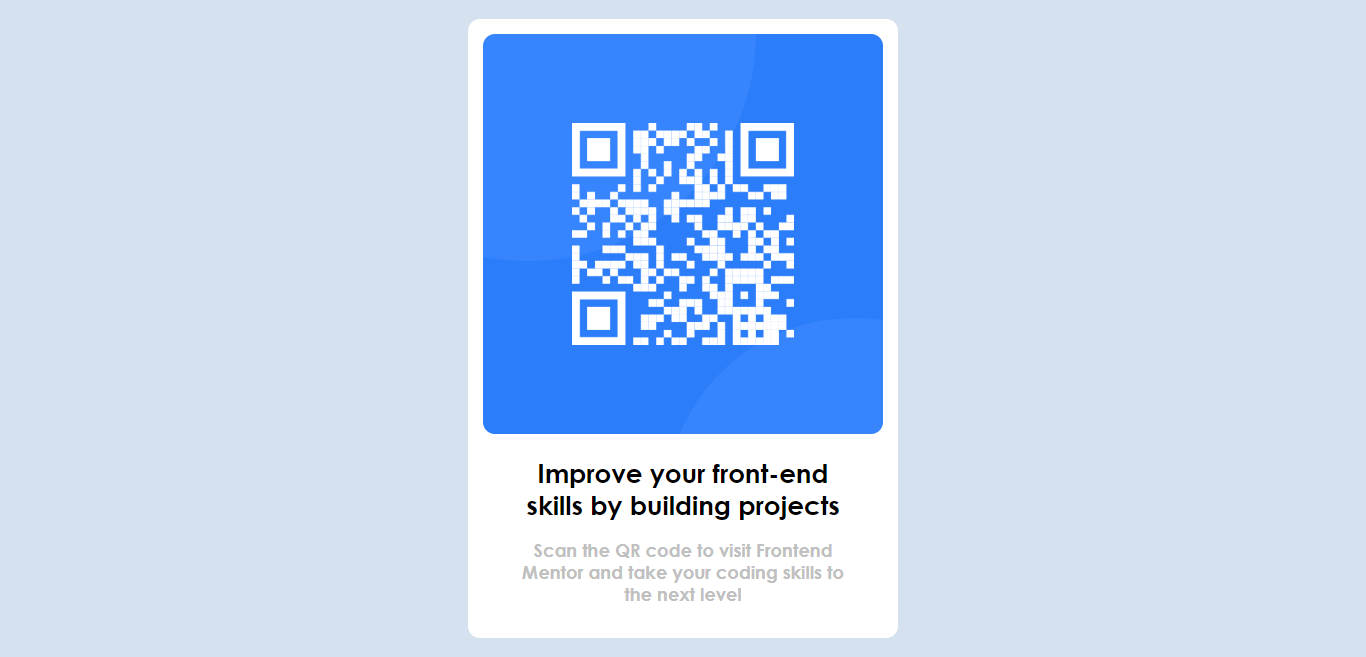 Improve your front-end
skills by building projects
Scan the QR code to visit Frontend
Mentor and take your coding skills to
the next level